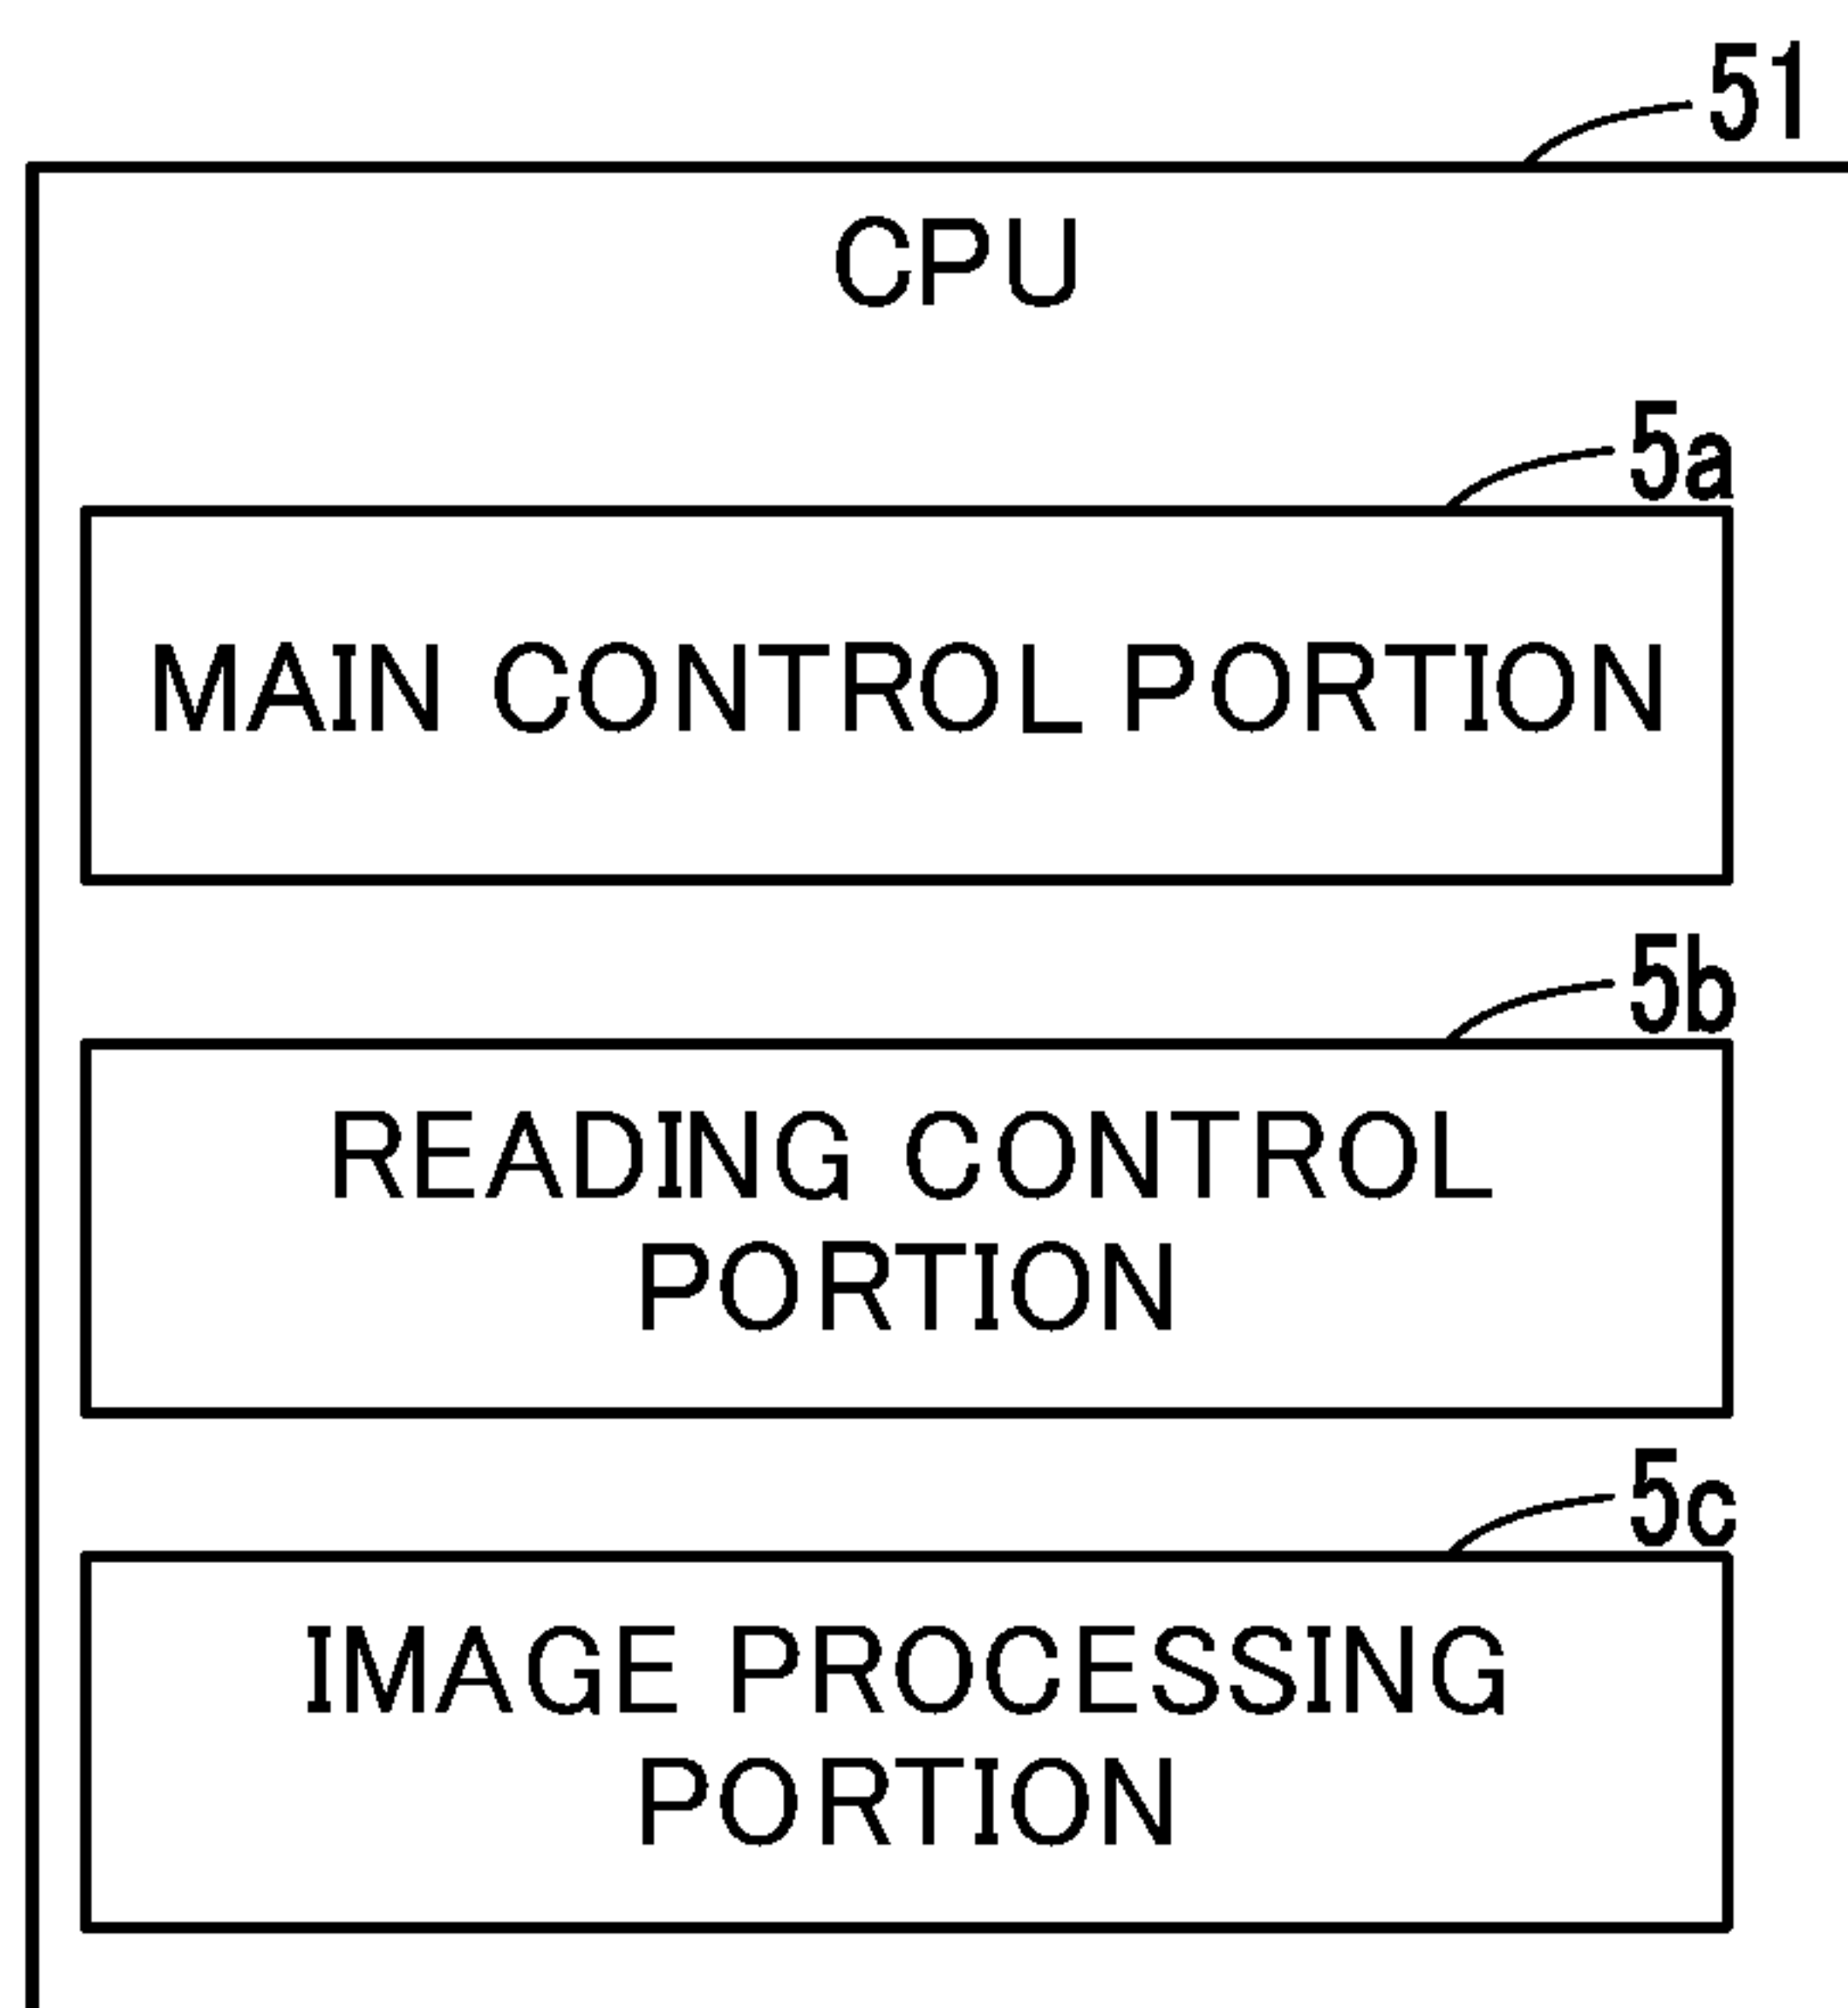 51
CPU
5a
MAIN CONTROL PORTION
5b
READING CONTROL
PORTION
5c
IMAGE PROCESSING
PORTION